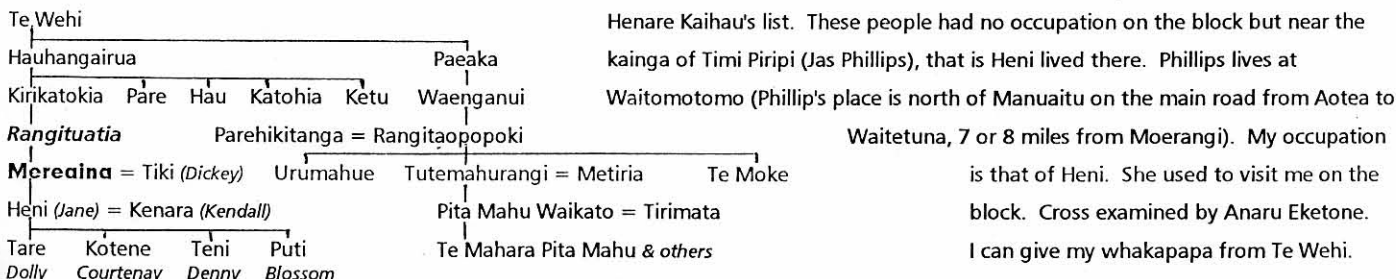 Te Wehi Henare Kaihau's list. These people had no occupation on the block but near the
Hauhangairua Paeaka kainga of Timi Piripi (Jas Phillips), that is Heni lived there. Phillips lives at
Kirikatokia Pare Hau Katohia Ketu Waenganui Waitomotomo (Phillip's place is north of Manuaitu on the main road from Aotea to
Rangituatia Parehikitanga = Rangitaopopoki Waitetuna, 7 or 8 miles from Moerangi). My occupation
Mereaina = Tiki (Dickey) Urumahue Tutemahurangi = Metiria Te Moke is that of Heni. She used to visit me on the
Heni (Jane) = Kenara (Kendall) Pita Mahu Waikato = Tirimata block. Cross examined by Anaru Eketone.
Tare Kotene Teni Puti Te Mahara Pita Mahu & others I can give my whakapapa from Te Wehi.
Dolly Courtenay Denny Blossom